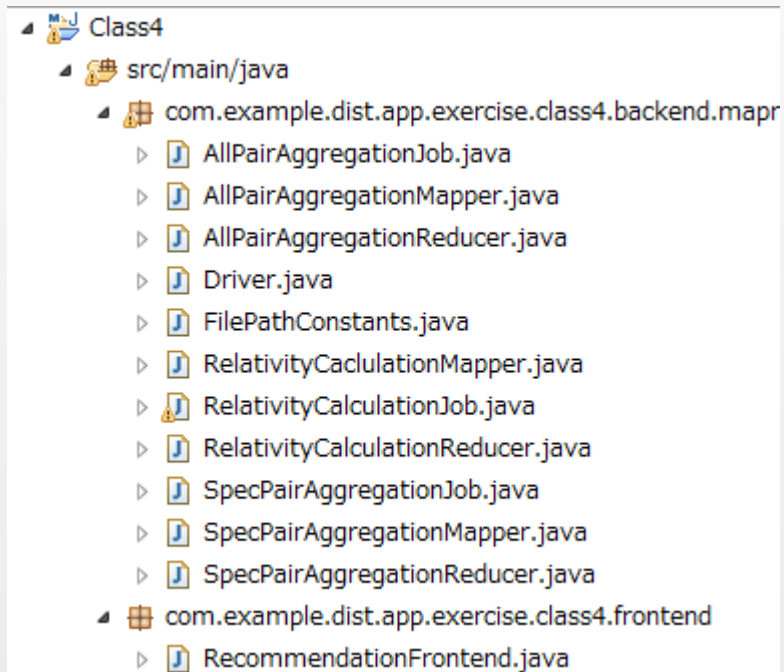 Class4
src/main/java
com.example.dist.app.exercise.class4.backend.mapr
AllPairAggregationJob.java
AllPairAggregationMapper.java
AllPairAggregationReducer.java
Driver.java
FilePathConstants.java
RelativityCaclulationMapper.java
RelativityCalculationJob.java
RelativityCalculationReducer.java
SpecPairAggregationJob.java
SpecPairAggregationMapper.java
SpecPairAggregationReducer.java
com.example.dist.app.exercise.class4.frontend
RecommendationFrontend.java